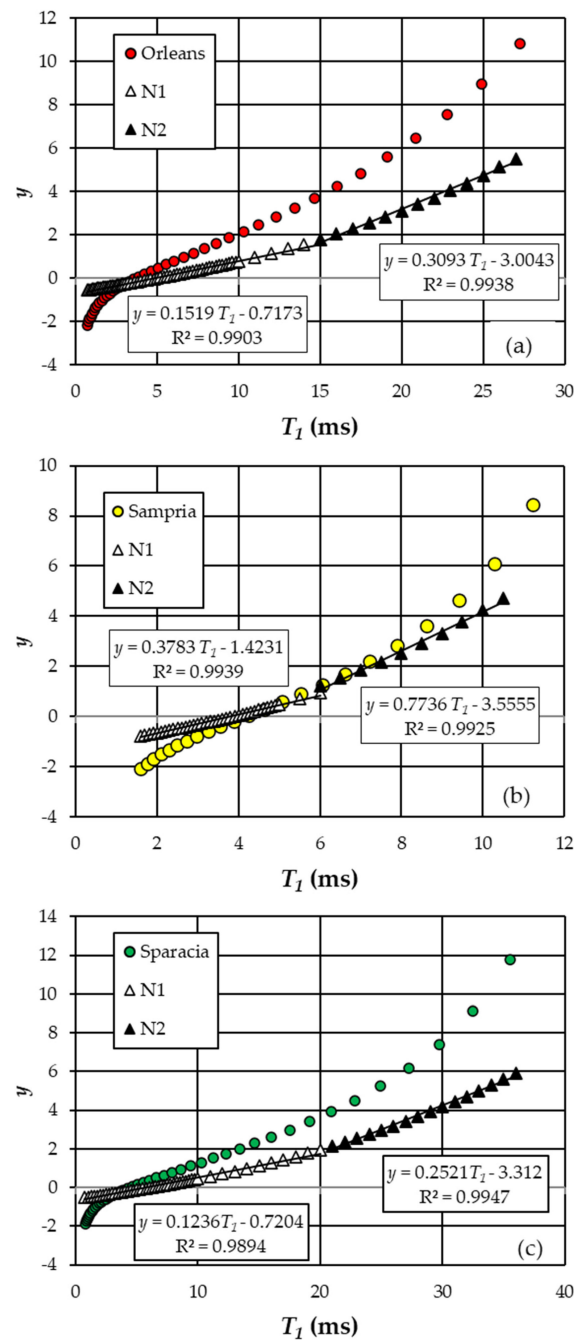 12
10
8
6
4
2
0
-2
-4
y
Orleans
N1
N2
y = 0.3093 T1 - 3.0043
R² = 0.9938
y = 0.1519 T1 - 0.7173
R² = 0.9903
(a)
0 5 10 15 20 25 30
T1 (ms)
10
8
6
4
2
0
-2
-4
y
Sampria
N1
N2
y = 0.3783 T1 - 1.4231
R² = 0.9939
y = 0.7736 T1 - 3.5555
R² = 0.9925
(b)
0 2 4 6 8 10 12
T1 (ms)
14
12
10
8
6
4
2
0
-2
-4
y
Sparacia
N1
N2
y = 0.2521T1 - 3.312
R² = 0.9947
y = 0.1236T1 - 0.7204
R² = 0.9894
(c)
0 10 20 30 40
T1 (ms)